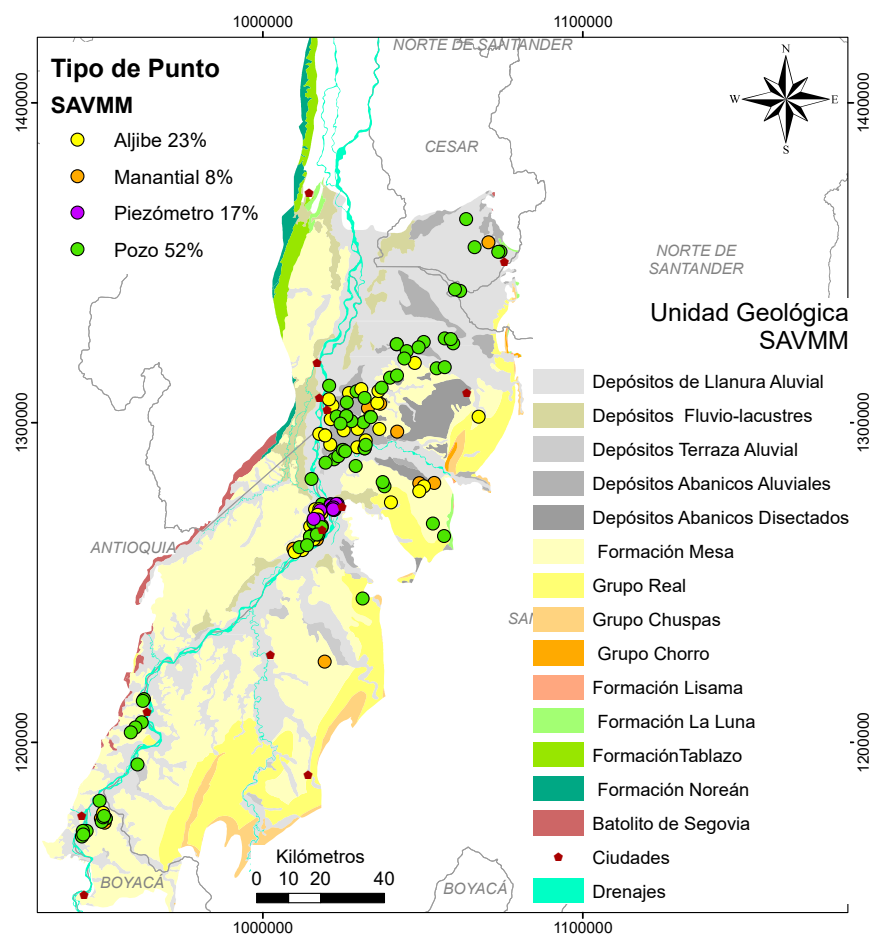 1000000
1100000
NORTE DE SANTANDER
Tipo de Punto
SAVMM
Aljibe 23%
Manantial 8%
Piezómetro 17%
Pozo 52%
N
W
E
S
1400000
1400000
CESAR
NORTE DE
SANTANDER
Unidad Geológica
SAVMM
Depósitos de Llanura Aluvial
Depósitos Fluvio-lacustres
Depósitos Terraza Aluvial
Depósitos Abanicos Aluviales
Depósitos Abanicos Disectados
Formación Mesa
Grupo Real
Grupo Chuspas
Grupo Chorro
Formación Lisama
Formación La Luna
FormaciónTablazo
Formación Noreán
Batolito de Segovia
Ciudades
Drenajes
1300000
1300000
ANTIOQUIA
SAN
1200000
1200000
Kilómetros
0 10 20 40
BOYACÁ
BOYACÁ
1000000
1100000